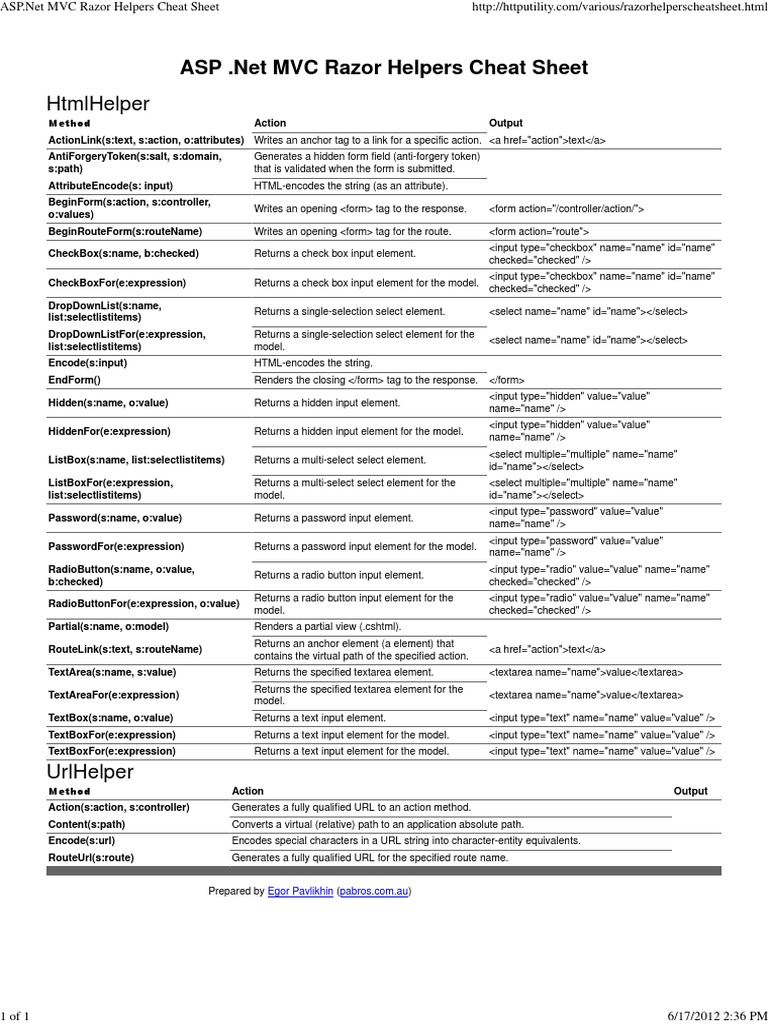 ASP.Net MVC Razor Helpers Cheat Sheet http://httputility.com/various/razorhelperscheatsheet.html
ASP .Net MVC Razor Helpers Cheat Sheet
HtmlHelper
Method Action Output
ActionLink(s:text, s:action, o:attributes) Writes an anchor tag to a link for a specific action. <a href="action">text</a>
AntiForgeryToken(s:salt, s:domain, s:path) Generates a hidden form field (anti-forgery token) that is validated when the form is submitted.
AttributeEncode(s: input) HTML-encodes the string (as an attribute).
BeginForm(s:action, s:controller, o:values) Writes an opening <form> tag to the response. <form action="/controller/action/">
BeginRouteForm(s:routeName) Writes an opening <form> tag for the route. <form action="route">
CheckBox(s:name, b:checked) Returns a check box input element. <input type="checkbox" name="name" id="name" checked="checked" />
CheckBoxFor(e:expression) Returns a check box input element for the model. <input type="checkbox" name="name" id="name" checked="checked" />
DropDownList(s:name, list:selectlistitems) Returns a single-selection select element. <select name="name" id="name"></select>
DropDownListFor(e:expression, list:selectlistitems) Returns a single-selection select element for the model. <select name="name" id="name"></select>
Encode(s:input) HTML-encodes the string.
EndForm() Renders the closing </form> tag to the response. </form>
Hidden(s:name, o:value) Returns a hidden input element. <input type="hidden" value="value" name="name" />
HiddenFor(e:expression) Returns a hidden input element for the model. <input type="hidden" value="value" name="name" />
ListBox(s:name, list:selectlistitems) Returns a multi-select select element. <select multiple="multiple" name="name" id="name"></select>
ListBoxFor(e:expression, list:selectlistitems) Returns a multi-select select element for the model. <select multiple="multiple" name="name" id="name"></select>
Password(s:name, o:value) Returns a password input element. <input type="password" value="value" name="name" />
PasswordFor(e:expression) Returns a password input element for the model. <input type="password" value="value" name="name" />
RadioButton(s:name, o:value, b:checked) Returns a radio button input element. <input type="radio" value="value" name="name" checked="checked" />
RadioButtonFor(e:expression, o:value) Returns a radio button input element for the model. <input type="radio" value="value" name="name" checked="checked" />
Partial(s:name, o:model) Renders a partial view (.cshtml).
RouteLink(s:text, s:routeName) Returns an anchor element (a element) that contains the virtual path of the specified action. <a href="action">text</a>
TextArea(s:name, s:value) Returns the specified textarea element. <textarea name="name">value</textarea>
TextAreaFor(e:expression) Returns the specified textarea element for the model. <textarea name="name">value</textarea>
TextBox(s:name, o:value) Returns a text input element. <input type="text" name="name" value="value" />
TextBoxFor(e:expression) Returns a text input element for the model. <input type="text" name="name" value="value" />
TextBoxFor(e:expression) Returns a text input element for the model. <input type="text" name="name" value="value" />
UrlHelper
Method Action Output
Action(s:action, s:controller) Generates a fully qualified URL to an action method.
Content(s:path) Converts a virtual (relative) path to an application absolute path.
Encode(s:url) Encodes special characters in a URL string into character-entity equivalents.
RouteUrl(s:route) Generates a fully qualified URL for the specified route name.
Prepared by Egor Pavlikhin (pabros.com.au)
1 of 1 6/17/2012 2:36 PM